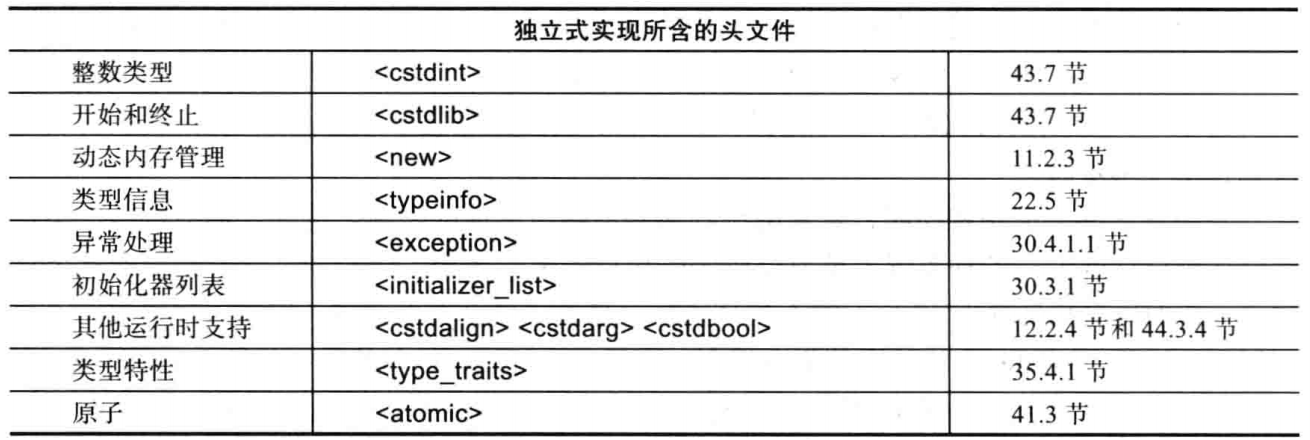 独立式实现所含的头文件
整数类型 <cstdint> 43.7 节
开始和终止 <cstdlib> 43.7 节
动态内存管理 <new> 11.2.3 节
类型信息 <typeinfo> 22.5 节
异常处理 <exception> 30.4.1.1 节
初始化器列表 <initializer_list> 30.3.1 节
其他运行时支持 <cstdalign> <cstdarg> <cstdbool> 12.2.4 节和 44.3.4 节
类型特性 <type_traits> 35.4.1 节
原子 <atomic> 41.3 节